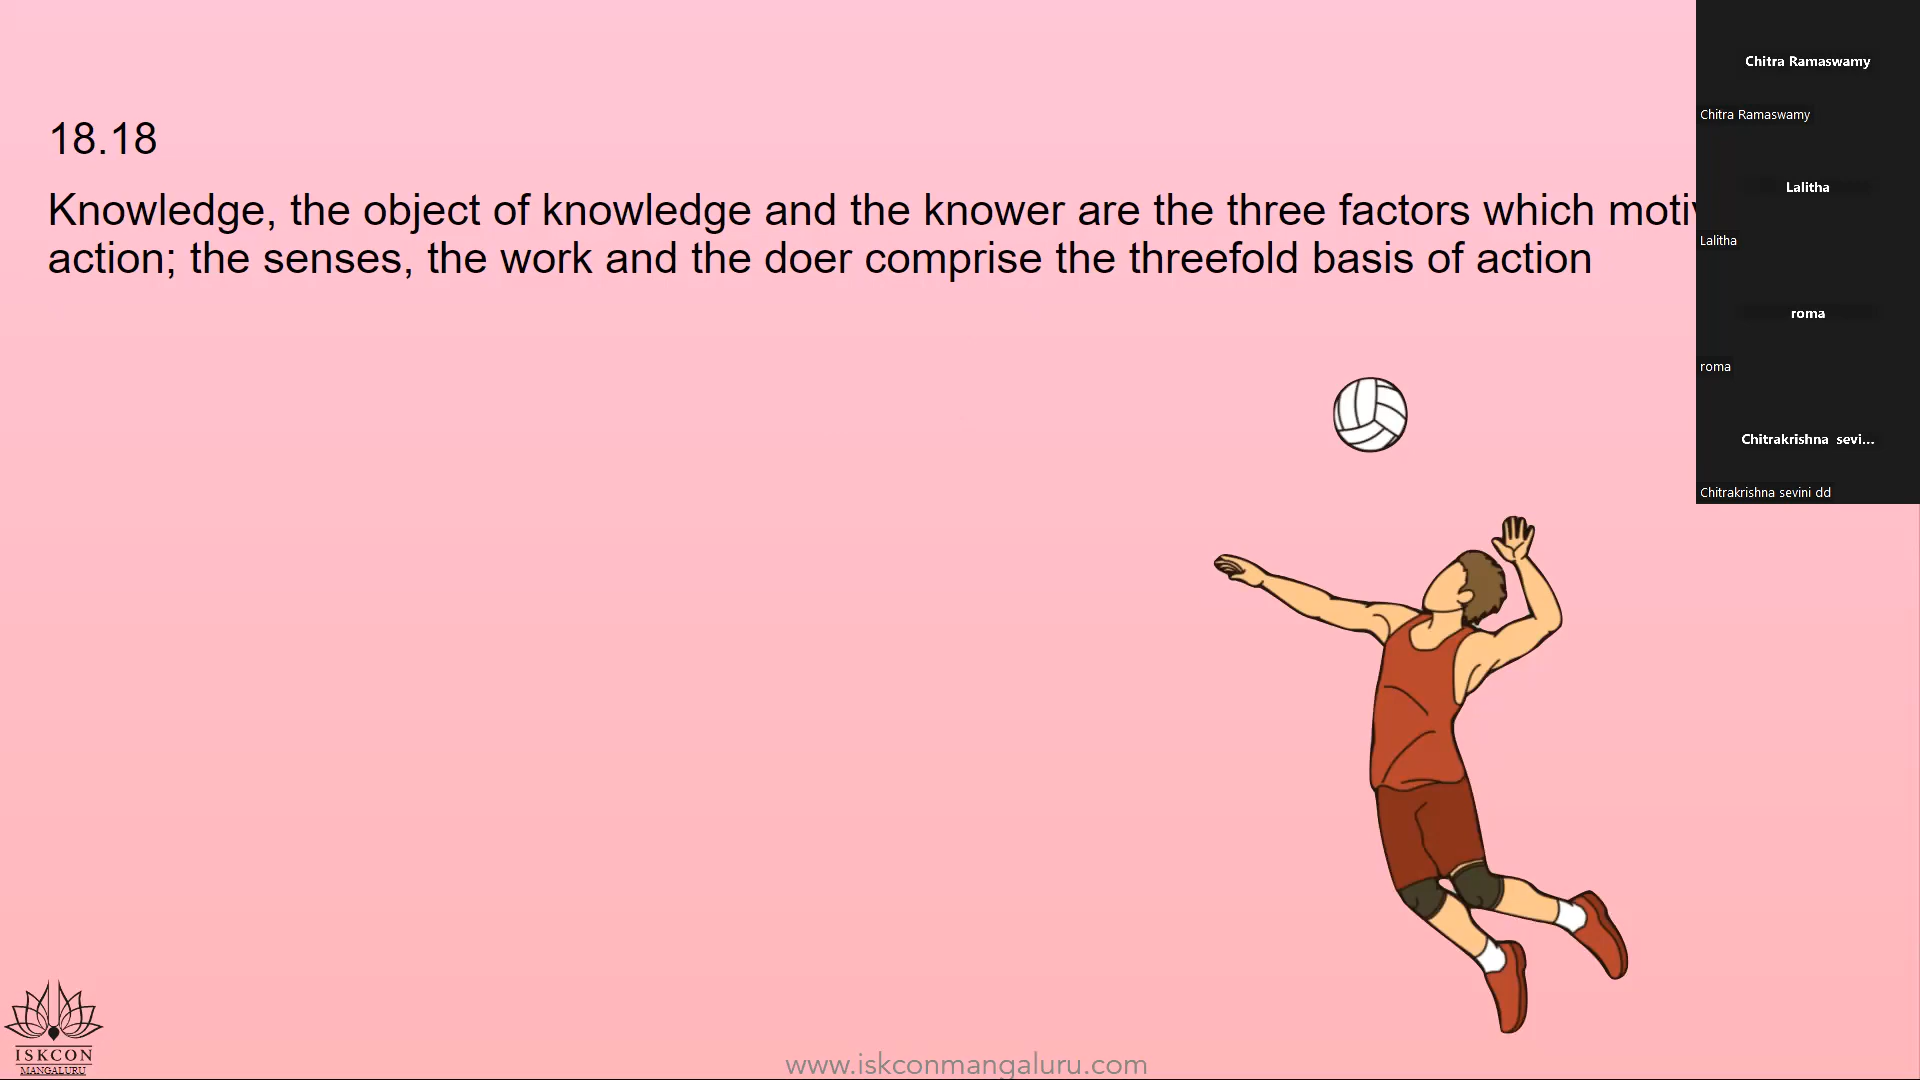 18.18
Knowledge, the object of knowledge and the knower are the three factors which
action; the senses, the work and the doer comprise the threefold basis of action
Chitra Ramaswamy
Chitra Ramaswamy
Lalitha
Lalitha
roma
roma
Chitrakrishna sevi...
Chitrakrishna sevini dd
ISKCON
MANGALURU
www.iskconmangaluru.com